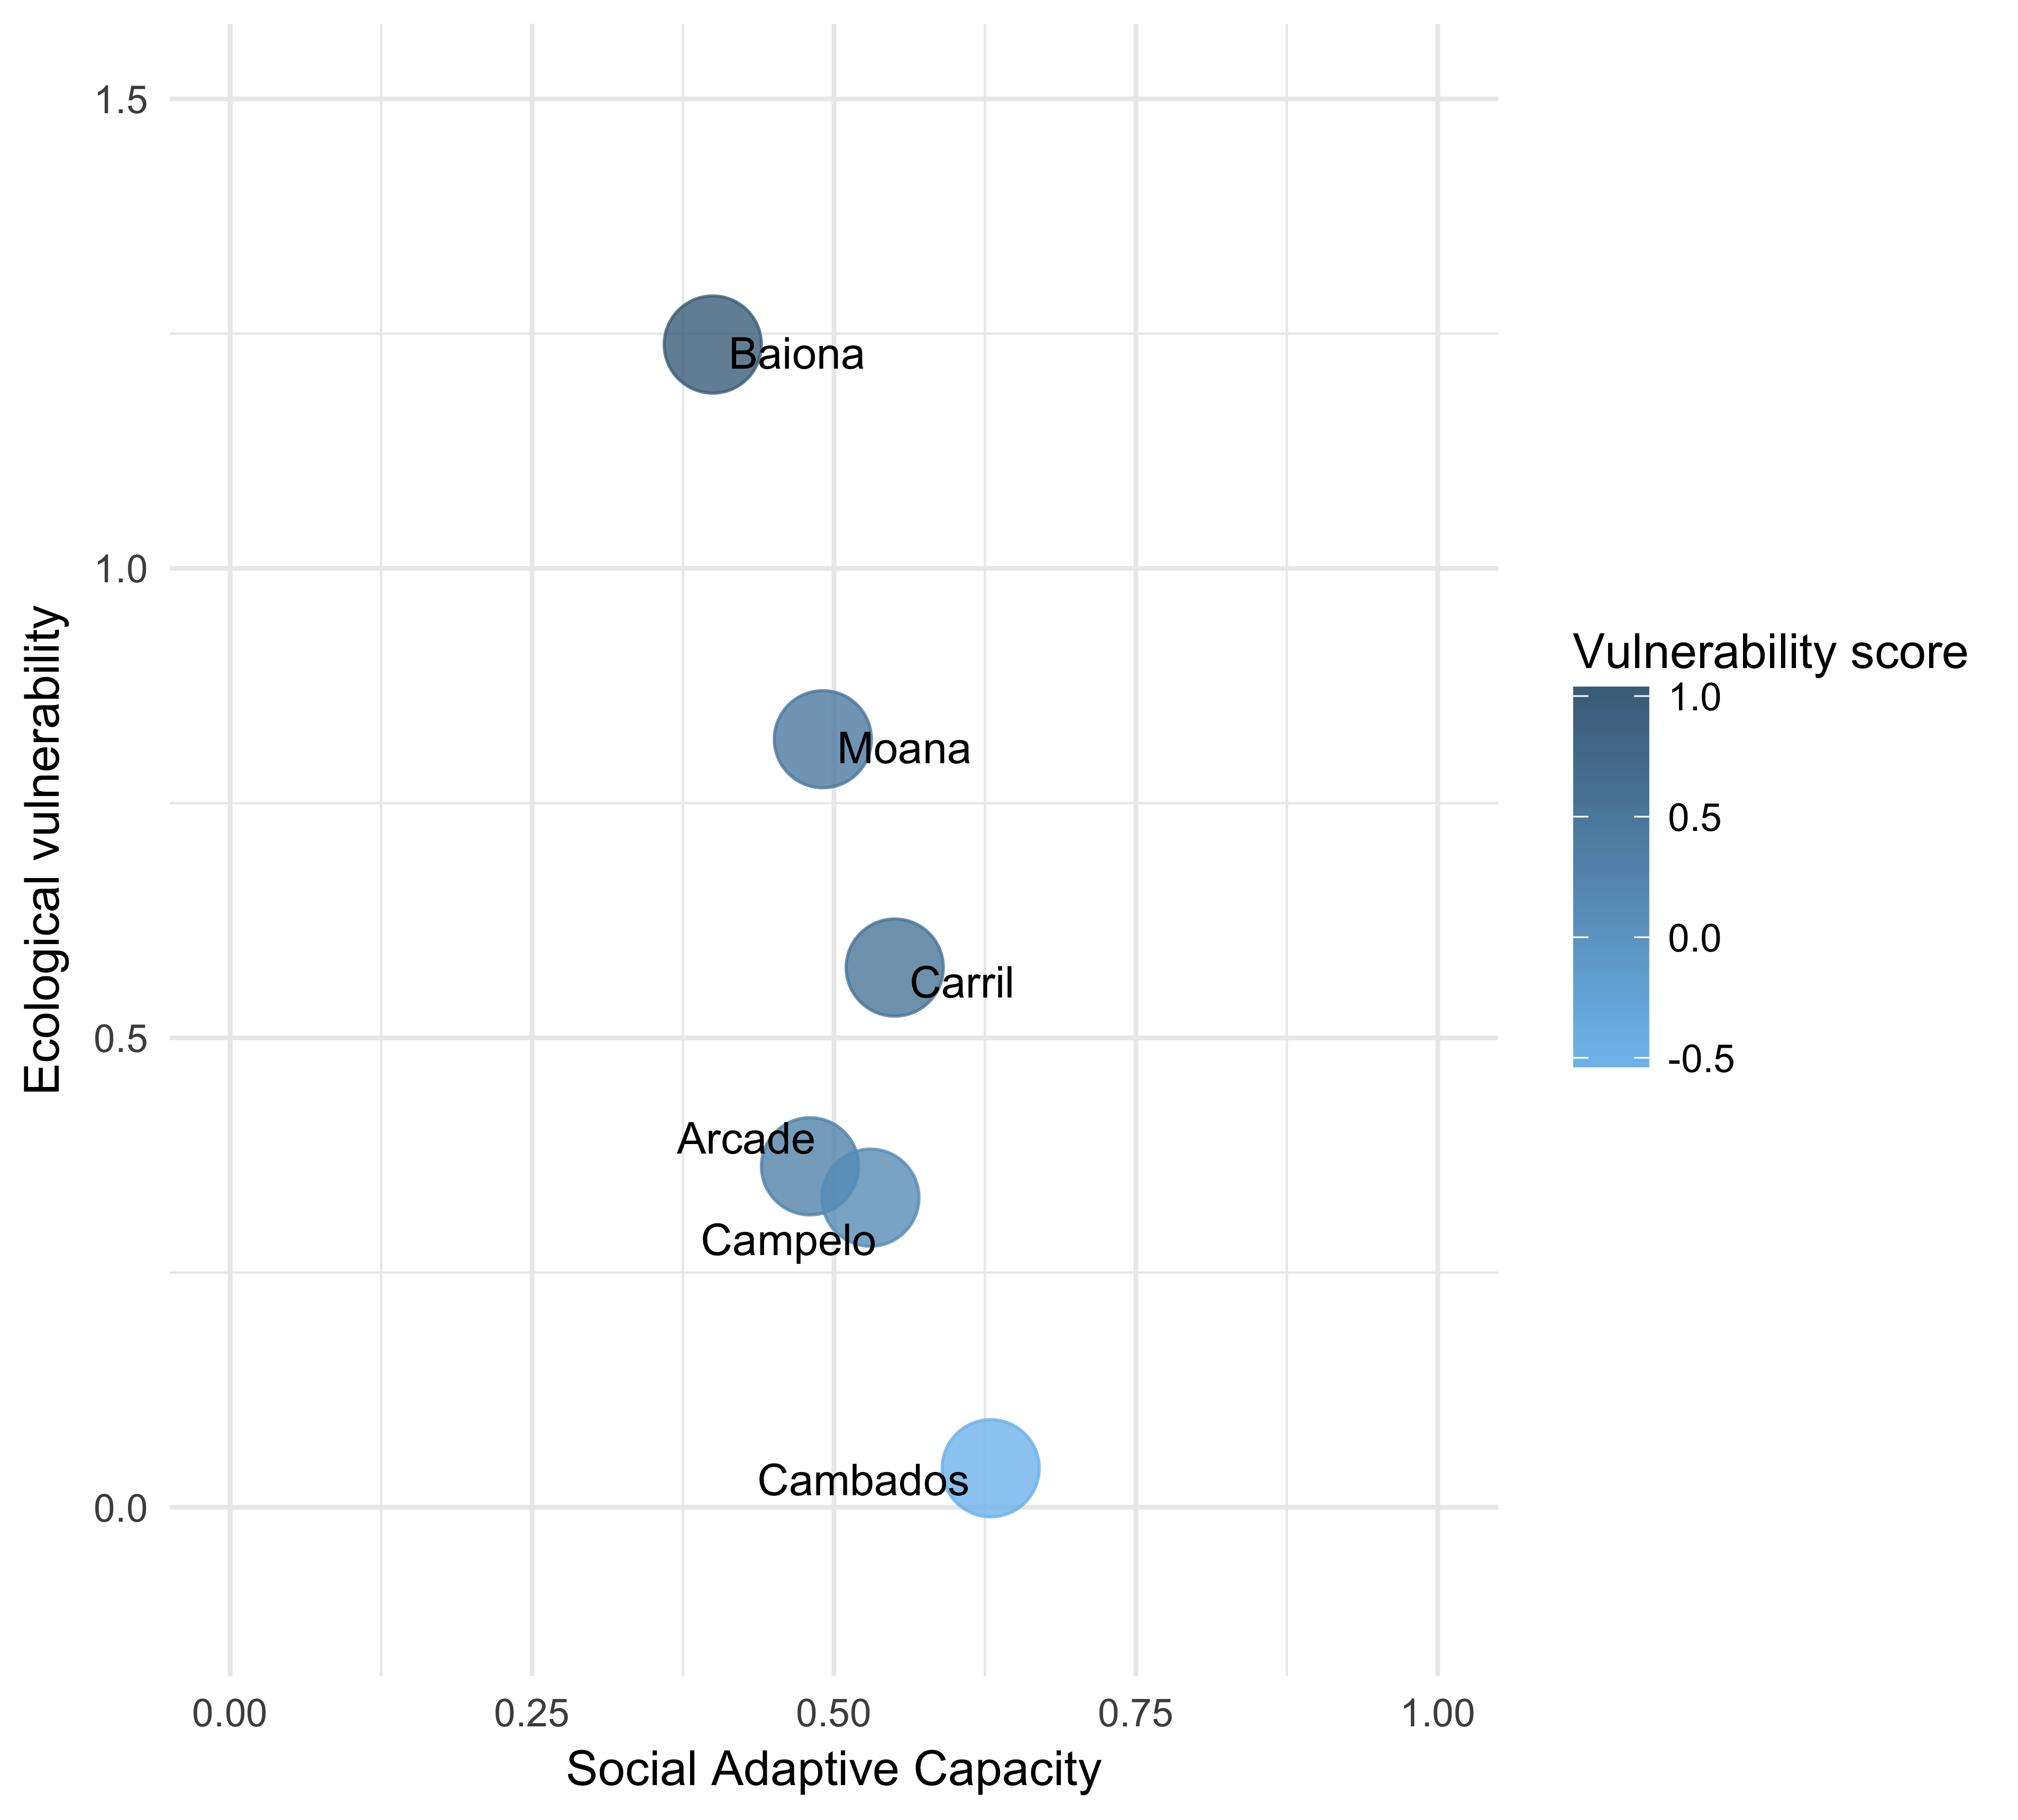 1.5
1.0
0.5
0.0
Ecological vulnerability
Baiona
Moana
Carril
Arcade
Campelo
Cambados
0.00 0.25 0.50 0.75 1.00
Social Adaptive Capacity
Vulnerability score
1.0
0.5
0.0
-0.5